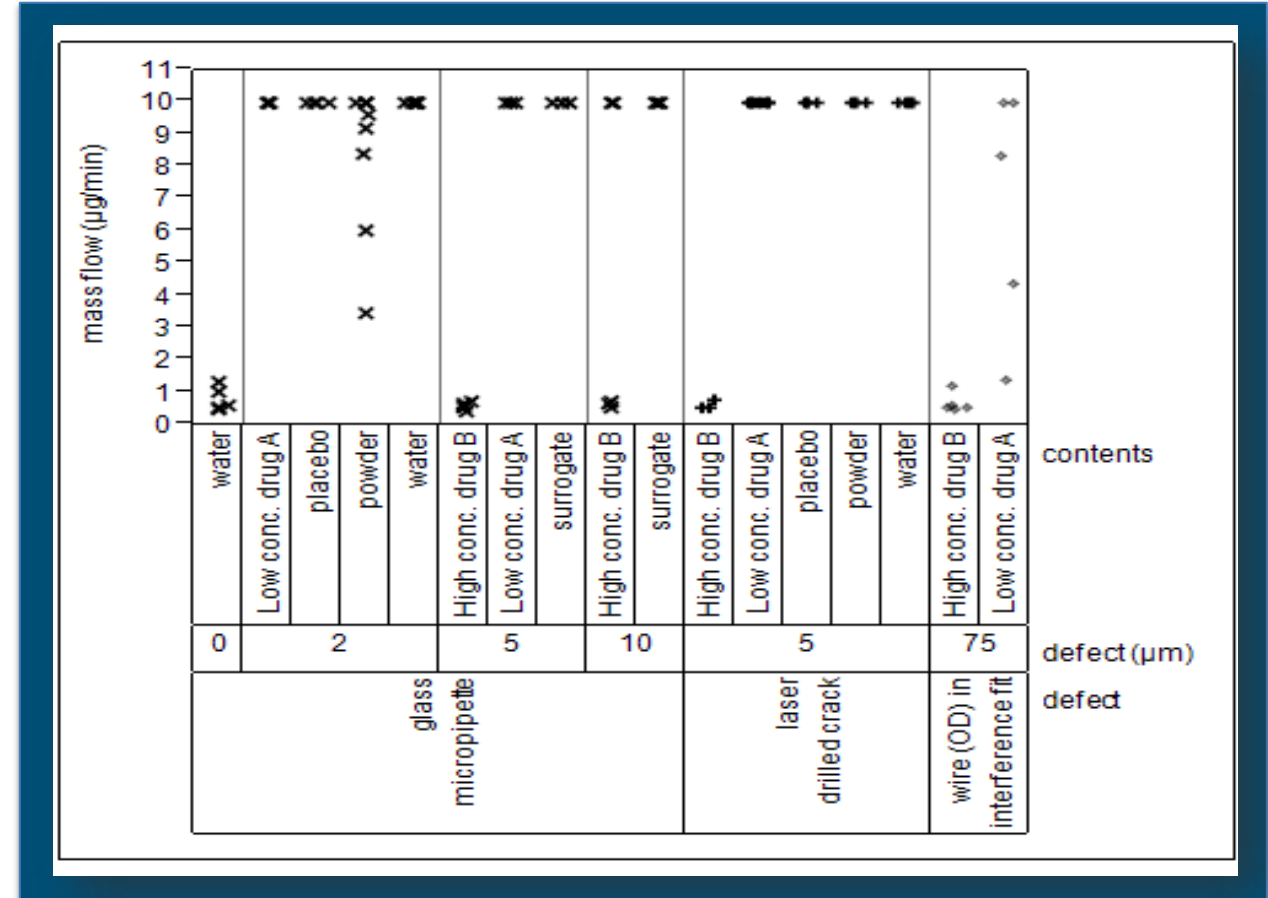 mass flow (µg/min)
11
10
9
8
7
6
5
4
3
2
1
0
water
Low conc. drug A
placebo
powder
water
High conc. drug B
Low conc. drug A
surrogate
High conc. drug B
surrogate
High conc. drug B
Low conc. drug A
placebo
powder
water
High conc. drug B
Low conc. drug A
contents
0
2
5
10
5
75
defect (µm)
glass
micropipette
laser
drilled crack
wire (OD) in
interference fit
defect